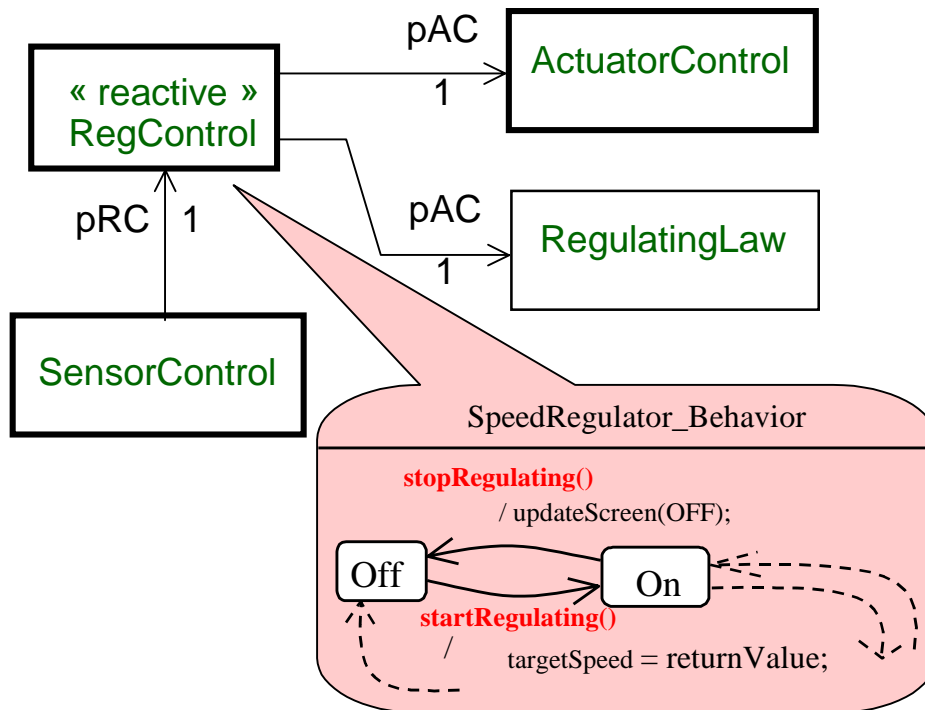 pAC
ActuatorControl
« reactive »
RegControl
1
pAC
RegulatingLaw
1
pRC 1
SensorControl
SpeedRegulator_Behavior
stopRegulating()
/ updateScreen(OFF);
Off
On
startRegulating()
/
targetSpeed = returnValue;